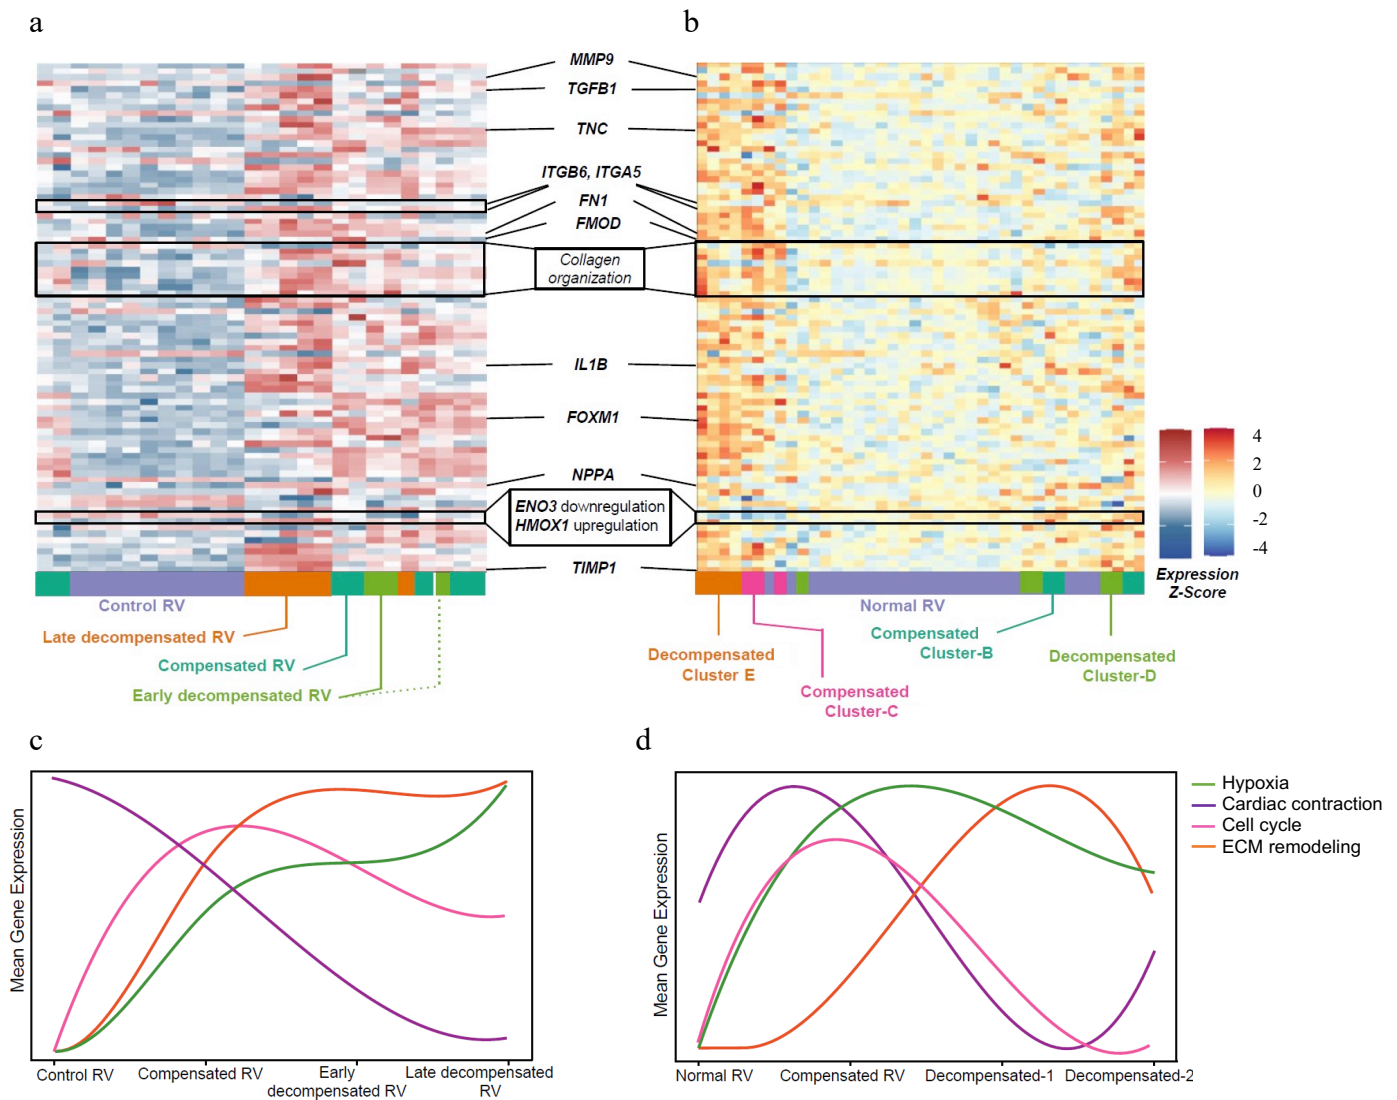 a
b
MMP9
TGFB1
TNC
ITGB6, ITGA5
FN1
FMOD
Collagen
organization
IL1B
FOXM1
NPPA
ENO3 downregulation
HMOX1 upregulation
TIMP1
4
2
0
-2
-4
Expression
Z-Score
Control RV
Late decompensated RV
Compensated RV
Early decompensated RV
Normal RV
Compensated
Cluster-B
Decompensated
Cluster E
Decompensated
Cluster-D
Compensated
Cluster-C
c
d
Mean Gene Expression
Control RV
Compensated RV
Early
decompensated RV
Late decompensated
RV
Mean Gene Expression
Normal RV
Compensated RV
Decompensated-1
Decompensated-2
Hypoxia
Cardiac contraction
Cell cycle
ECM remodeling